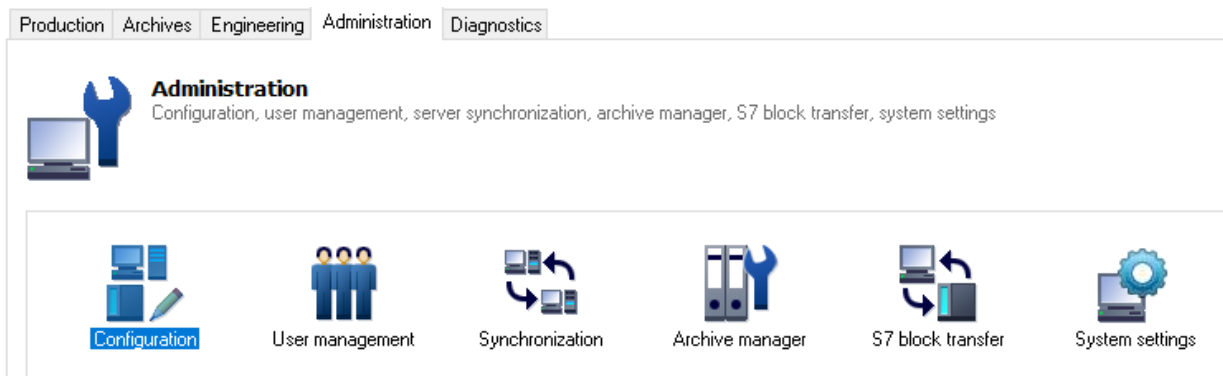 Production Archives Engineering Administration Diagnostics
Administration
Configuration, user management, server synchronization, archive manager, S7 block transfer, system settings
Configuration User management Synchronization Archive manager S7 block transfer System settings